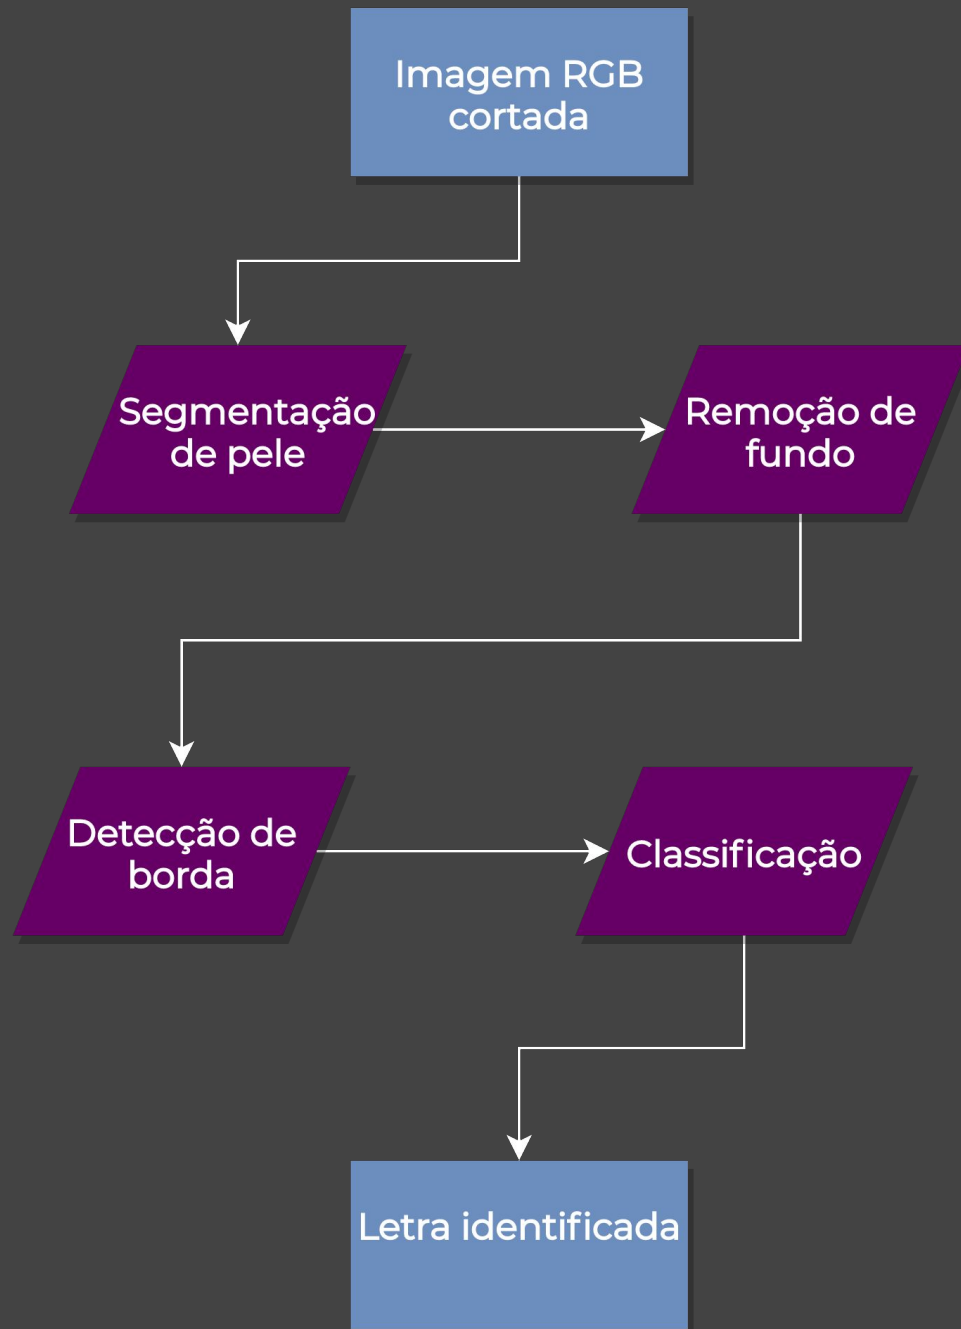 Imagem RGB
cortada
Segmentação
de pele
Remoção de
fundo
Detecção de
borda
Classificação
Letra identificada